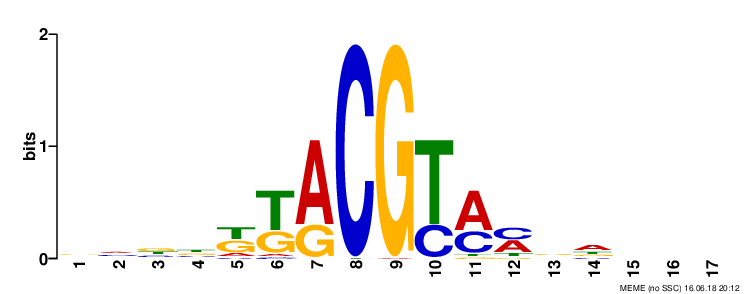 2
bits
1
0
T G A
T G A
A G
C
G
T C
A C T
C A T
A T
1 2 3 4 5 6 7 8 9 10 11 12 13 14 15 16 17
MEME (no SSC) 16.06.18 20:12